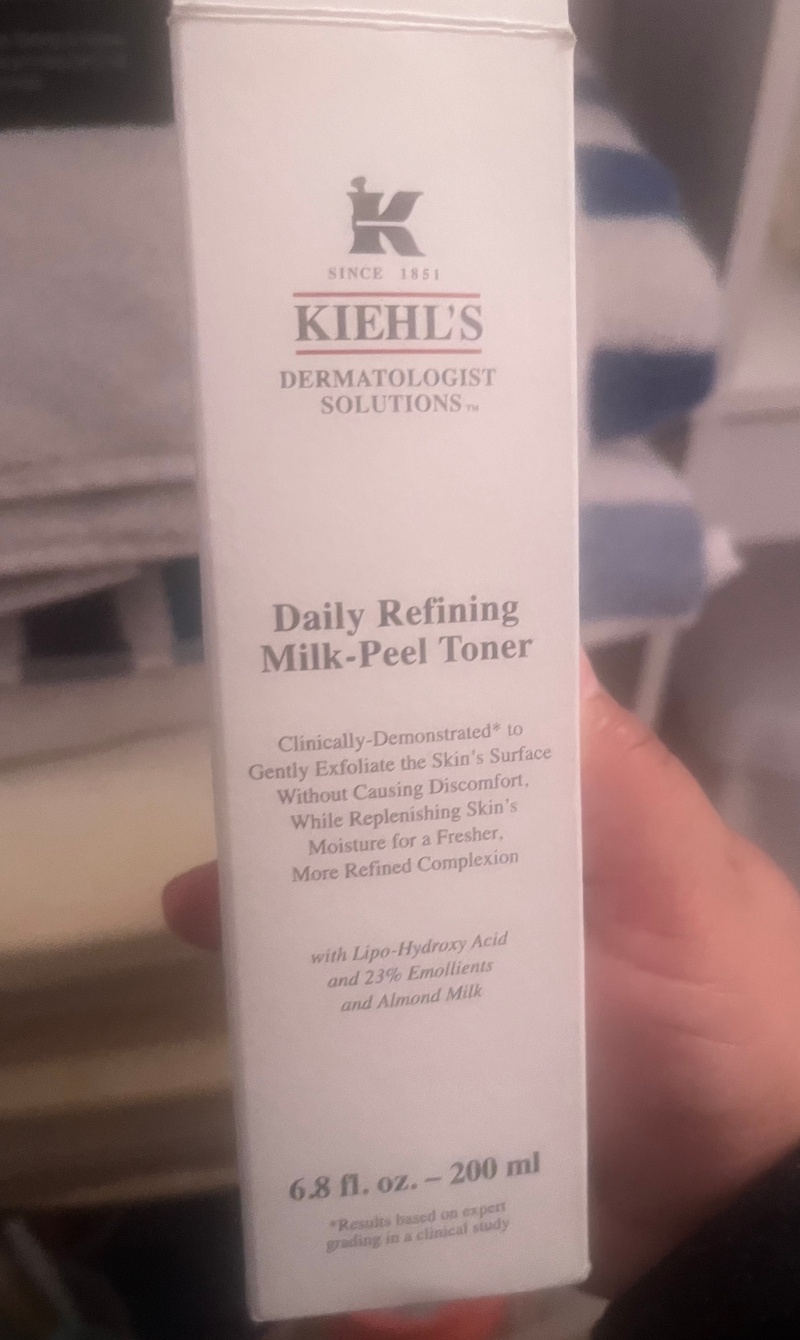 K
SINCE 1851
KIEHL'S
DERMATOLOGIST
SOLUTIONS™
Daily Refining
Milk-Peel Toner
Clinically-Demonstrated* to
Gently Exfoliate the Skin's Surface
Without Causing Discomfort,
While Replenishing Skin's
Moisture for a Fresher,
More Refined Complexion
with Lipo-Hydroxy Acid
and 23% Emollients
and Almond Milk
6.8 fl. oz. – 200 ml
*Results based on expert
grading in a clinical study